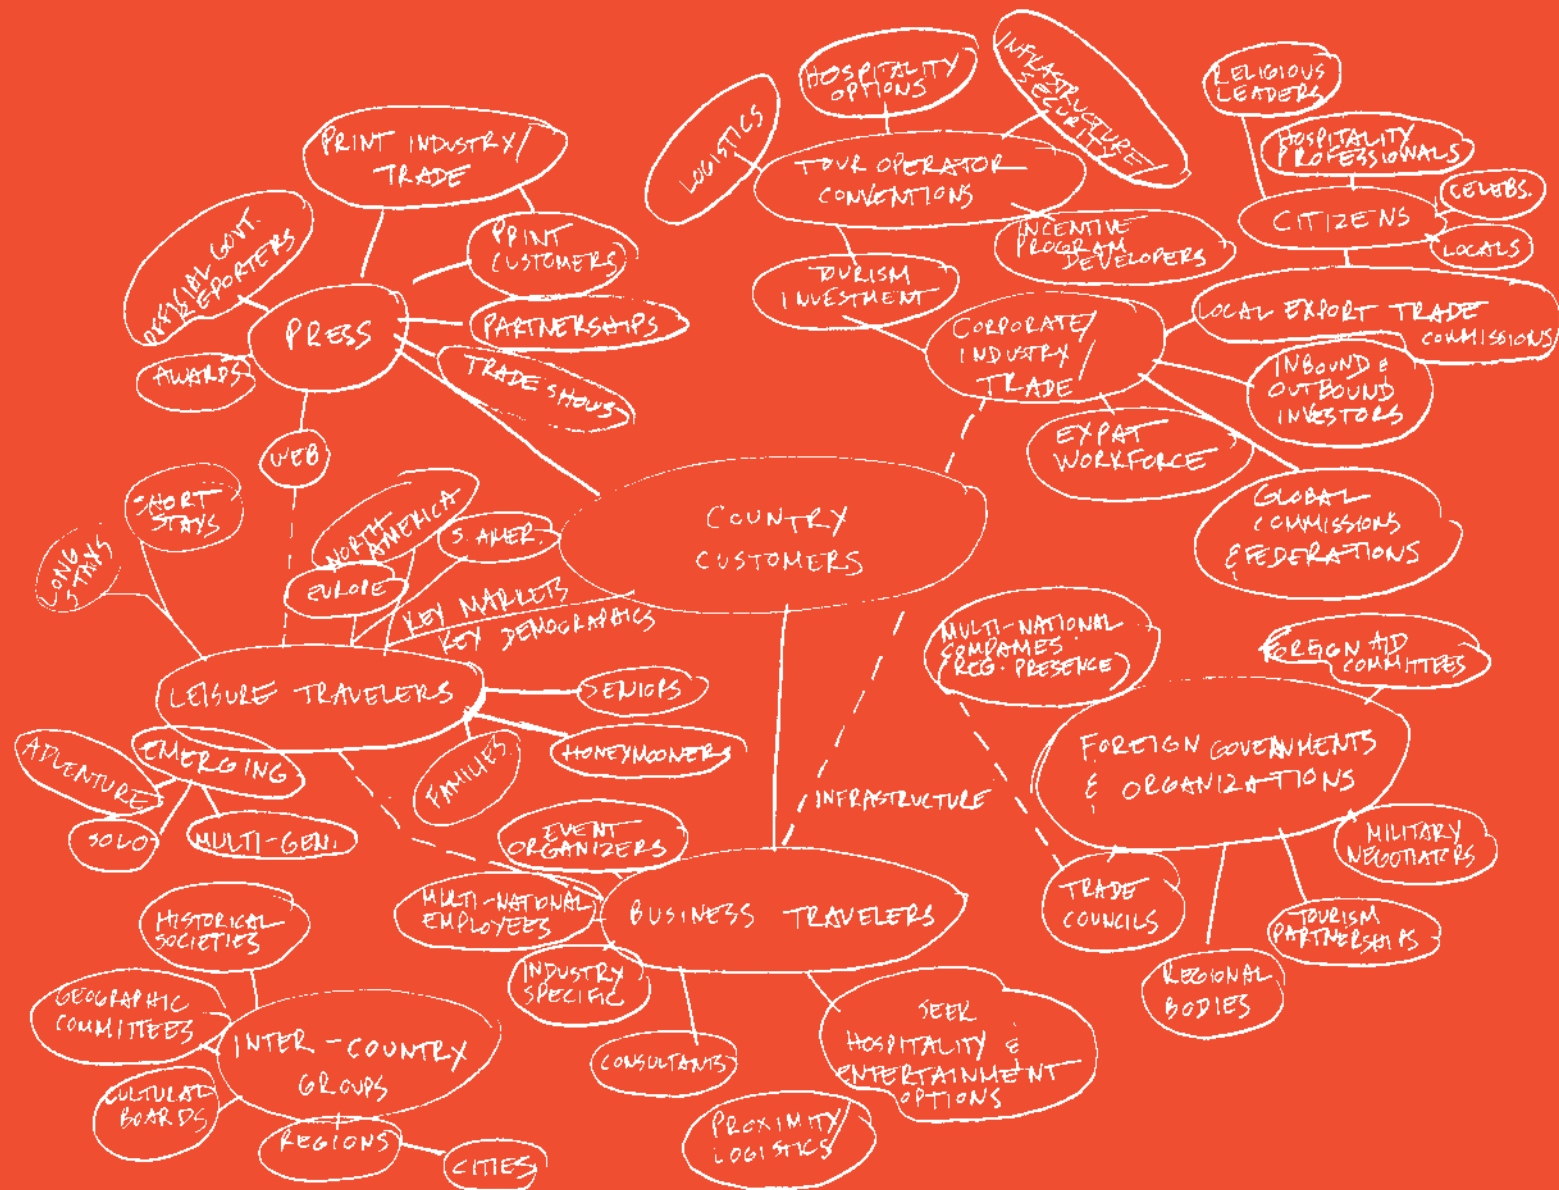 PRINT INDUSTRY/
TRADE
OFFICIAL GOVT.
REPORTERS
PRINT
CUSTOMERS
PRESS
PARTNERSHIPS
TRADE SHOWS
AWARDS
WEB
HOSPITALITY
OPTIONS
INFRASTRUCTURE/
& SECURITY
LOGISTICS
TOUR OPERATOR
CONVENTIONS
INCENTIVE
PROGRAM
DEVELOPERS
TOURISM
INVESTMENT
RELIGIOUS
LEADERS
HOSPITALITY
PROFESSIONALS
CELEBS.
CITIZENS
LOCALS
CORPORATE/
INDUSTRY/
TRADE/
LOCAL EXPORT TRADE
COMMISSIONS
INBOUND &
OUTBOUND
INVESTORS
EXPAT
WORKFORCE
GLOBAL
COMMISSIONS
& FEDERATIONS
COUNTRY
CUSTOMERS
SHORT
STAYS
LONG
STAYS
NORTH
AMERICA
S. AMER.
EUROPE
KEY MARKETS
KEY DEMOGRAPHICS
LEISURE TRAVELERS
SENIORS
HONEYMOONERS
FAMILIES
EMERGING
ADVENTURE
SOLO
MULTI-GEN.
MULTI-NATIONAL
COMPANIES
(REG. PRESENCE)
FOREIGN AID
COMMITTEES
FOREIGN GOVERNMENTS
& ORGANIZATIONS
MILITARY
NEGOTIATORS
TRADE
COUNCILS
TOURISM
PARTNERSHIPS
REGIONAL
BODIES
INFRASTRUCTURE
EVENT
ORGANIZERS
MULTI-NATIONAL
EMPLOYEES
BUSINESS TRAVELERS
INDUSTRY
SPECIFIC
CONSULTANTS
SEEK
HOSPITALITY &
ENTERTAINMENT
OPTIONS
PROXIMITY/
LOGISTICS
HISTORICAL
SOCIETIES
GEOGRAPHIC
COMMITTEES
INTER-COUNTRY
GROUPS
CULTURAL
BOARDS
REGIONS
CITIES